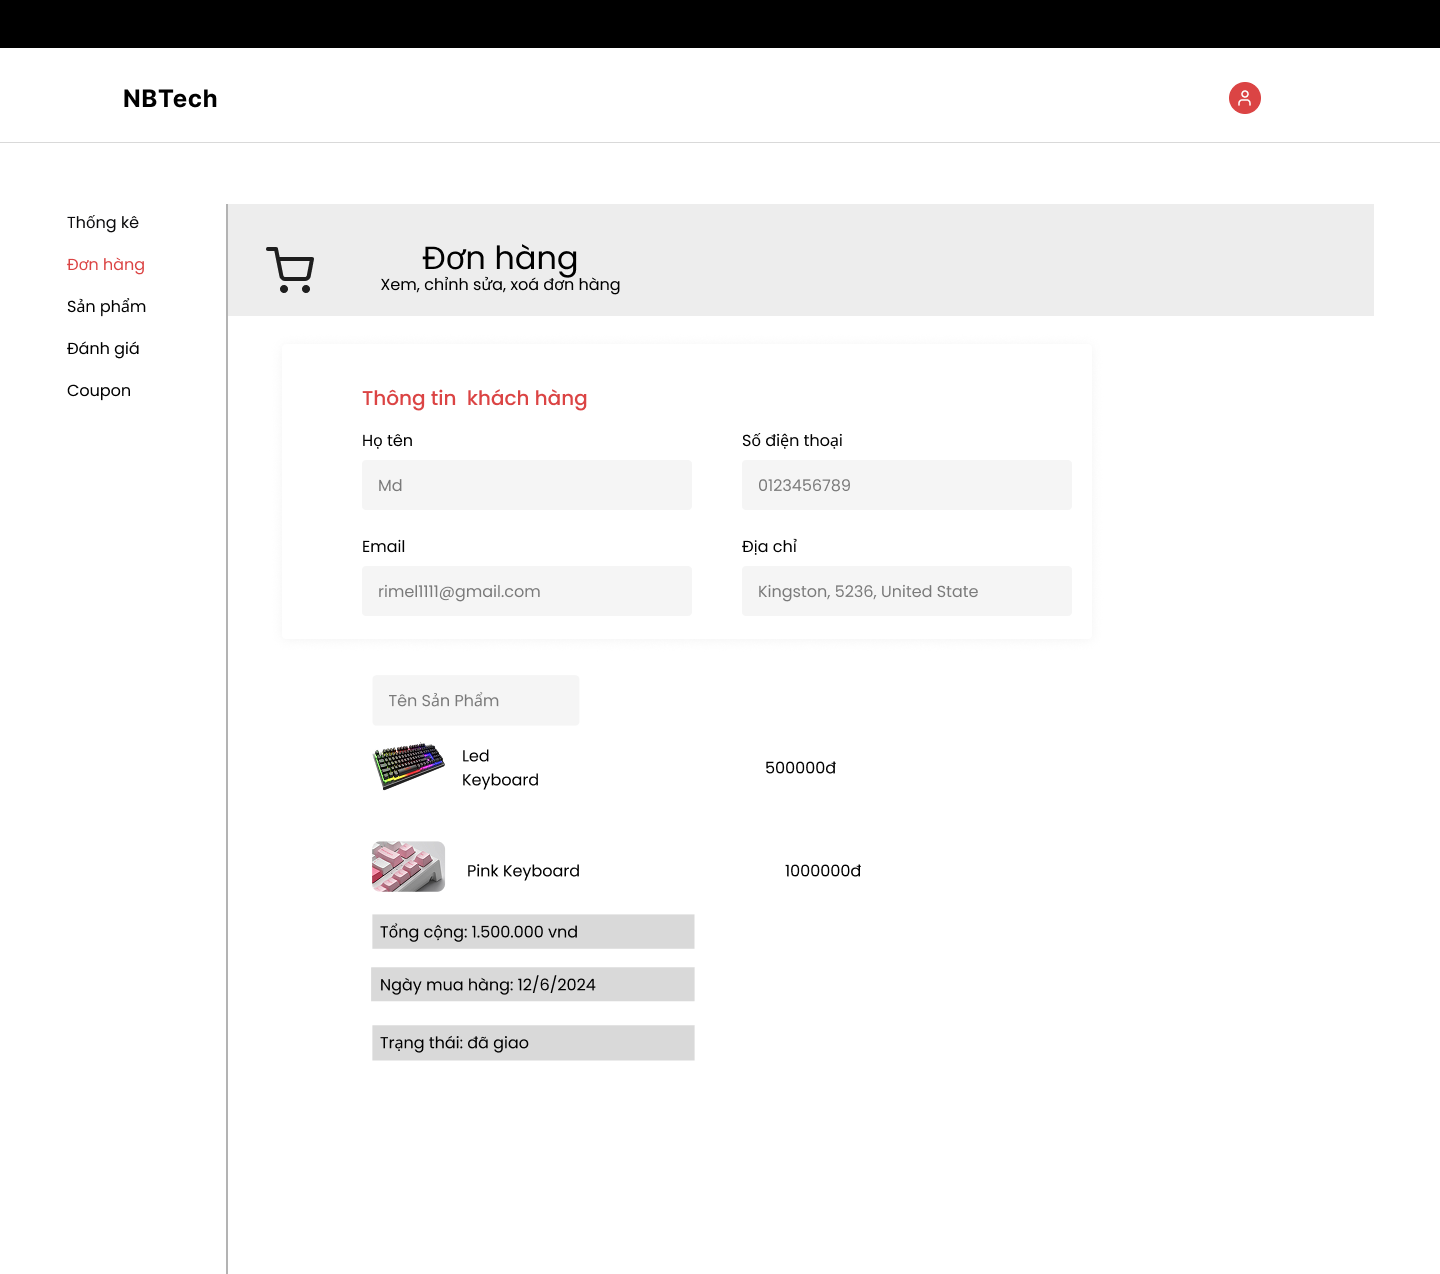 NBTech
Thống kê
Đơn hàng
Sản phẩm
Đánh giá
Coupon
Đơn hàng
Xem, chỉnh sửa, xoá đơn hàng
Thông tin  khách hàng
Họ tên
Số điện thoại
Md
0123456789
Email
Địa chỉ
rimel1111@gmail.com
Kingston, 5236, United State
Tên Sản Phẩm
Led
Keyboard
500000đ
Pink Keyboard
1000000đ
Tổng cộng: 1.500.000 vnd
Ngày mua hàng: 12/6/2024
Trạng thái: đã giao